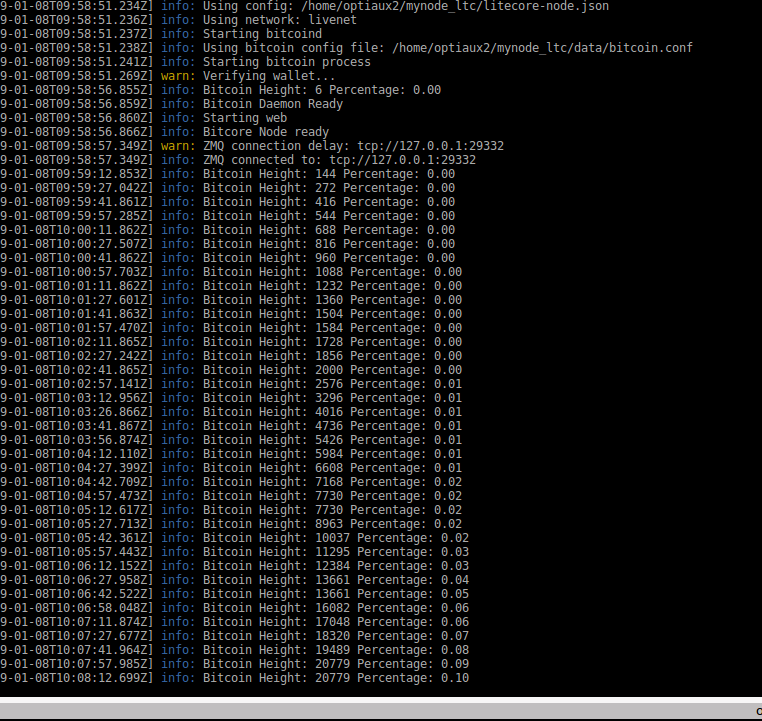 9-01-08T09:58:51.234Z] info: Using config: /home/optiaux2/mynode_ltc/litecore-node.json
9-01-08T09:58:51.236Z] info: Using network: livenet
9-01-08T09:58:51.237Z] info: Starting bitcoind
9-01-08T09:58:51.238Z] info: Using bitcoin config file: /home/optiaux2/mynode_ltc/data/bitcoin.conf
9-01-08T09:58:51.241Z] info: Starting bitcoin process
9-01-08T09:58:51.269Z] warn: Verifying wallet...
9-01-08T09:58:56.855Z] info: Bitcoin Height: 6 Percentage: 0.00
9-01-08T09:58:56.859Z] info: Bitcoin Daemon Ready
9-01-08T09:58:56.860Z] info: Starting web
9-01-08T09:58:56.866Z] info: Bitcore Node ready
9-01-08T09:58:57.349Z] warn: ZMQ connection delay: tcp://127.0.0.1:29332
9-01-08T09:58:57.349Z] info: ZMQ connected to: tcp://127.0.0.1:29332
9-01-08T09:59:12.853Z] info: Bitcoin Height: 144 Percentage: 0.00
9-01-08T09:59:27.042Z] info: Bitcoin Height: 272 Percentage: 0.00
9-01-08T09:59:41.861Z] info: Bitcoin Height: 416 Percentage: 0.00
9-01-08T09:59:57.285Z] info: Bitcoin Height: 544 Percentage: 0.00
9-01-08T10:00:11.862Z] info: Bitcoin Height: 688 Percentage: 0.00
9-01-08T10:00:27.507Z] info: Bitcoin Height: 816 Percentage: 0.00
9-01-08T10:00:41.862Z] info: Bitcoin Height: 960 Percentage: 0.00
9-01-08T10:00:57.703Z] info: Bitcoin Height: 1088 Percentage: 0.00
9-01-08T10:01:11.862Z] info: Bitcoin Height: 1232 Percentage: 0.00
9-01-08T10:01:27.601Z] info: Bitcoin Height: 1360 Percentage: 0.00
9-01-08T10:01:41.863Z] info: Bitcoin Height: 1504 Percentage: 0.00
9-01-08T10:01:57.470Z] info: Bitcoin Height: 1584 Percentage: 0.00
9-01-08T10:02:11.865Z] info: Bitcoin Height: 1728 Percentage: 0.00
9-01-08T10:02:27.242Z] info: Bitcoin Height: 1856 Percentage: 0.00
9-01-08T10:02:41.865Z] info: Bitcoin Height: 2000 Percentage: 0.00
9-01-08T10:02:57.141Z] info: Bitcoin Height: 2576 Percentage: 0.01
9-01-08T10:03:12.956Z] info: Bitcoin Height: 3296 Percentage: 0.01
9-01-08T10:03:26.866Z] info: Bitcoin Height: 4016 Percentage: 0.01
9-01-08T10:03:41.867Z] info: Bitcoin Height: 4736 Percentage: 0.01
9-01-08T10:03:56.874Z] info: Bitcoin Height: 5426 Percentage: 0.01
9-01-08T10:04:12.110Z] info: Bitcoin Height: 5984 Percentage: 0.01
9-01-08T10:04:27.399Z] info: Bitcoin Height: 6608 Percentage: 0.01
9-01-08T10:04:42.709Z] info: Bitcoin Height: 7168 Percentage: 0.02
9-01-08T10:04:57.473Z] info: Bitcoin Height: 7730 Percentage: 0.02
9-01-08T10:05:12.617Z] info: Bitcoin Height: 7730 Percentage: 0.02
9-01-08T10:05:27.713Z] info: Bitcoin Height: 8963 Percentage: 0.02
9-01-08T10:05:42.361Z] info: Bitcoin Height: 10037 Percentage: 0.02
9-01-08T10:05:57.443Z] info: Bitcoin Height: 11295 Percentage: 0.03
9-01-08T10:06:12.152Z] info: Bitcoin Height: 12384 Percentage: 0.03
9-01-08T10:06:27.958Z] info: Bitcoin Height: 13661 Percentage: 0.04
9-01-08T10:06:42.522Z] info: Bitcoin Height: 13661 Percentage: 0.05
9-01-08T10:06:58.048Z] info: Bitcoin Height: 16082 Percentage: 0.06
9-01-08T10:07:11.874Z] info: Bitcoin Height: 17048 Percentage: 0.06
9-01-08T10:07:27.677Z] info: Bitcoin Height: 18320 Percentage: 0.07
9-01-08T10:07:41.964Z] info: Bitcoin Height: 19489 Percentage: 0.08
9-01-08T10:07:57.985Z] info: Bitcoin Height: 20779 Percentage: 0.09
9-01-08T10:08:12.699Z] info: Bitcoin Height: 20779 Percentage: 0.10